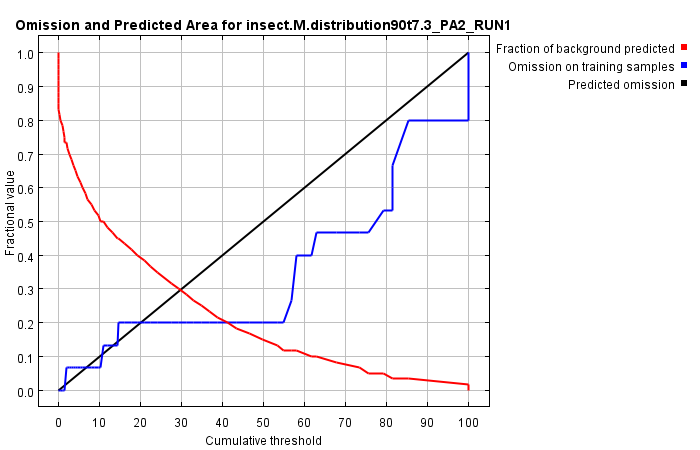 Omission and Predicted Area for insect.M.distribution90t7.3_PA2_RUN1
Fraction of background predicted
Omission on training samples
Predicted omission
Fractional value
1.0
0.9
0.8
0.7
0.6
0.5
0.4
0.3
0.2
0.1
0.0
0 10 20 30 40 50 60 70 80 90 100
Cumulative threshold